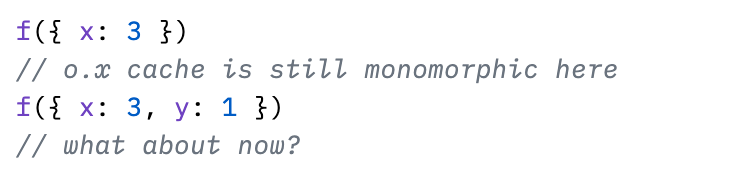 f({ x: 3 })
// o.x cache is still monomorphic here
f({ x: 3, y: 1 })
// what about now?